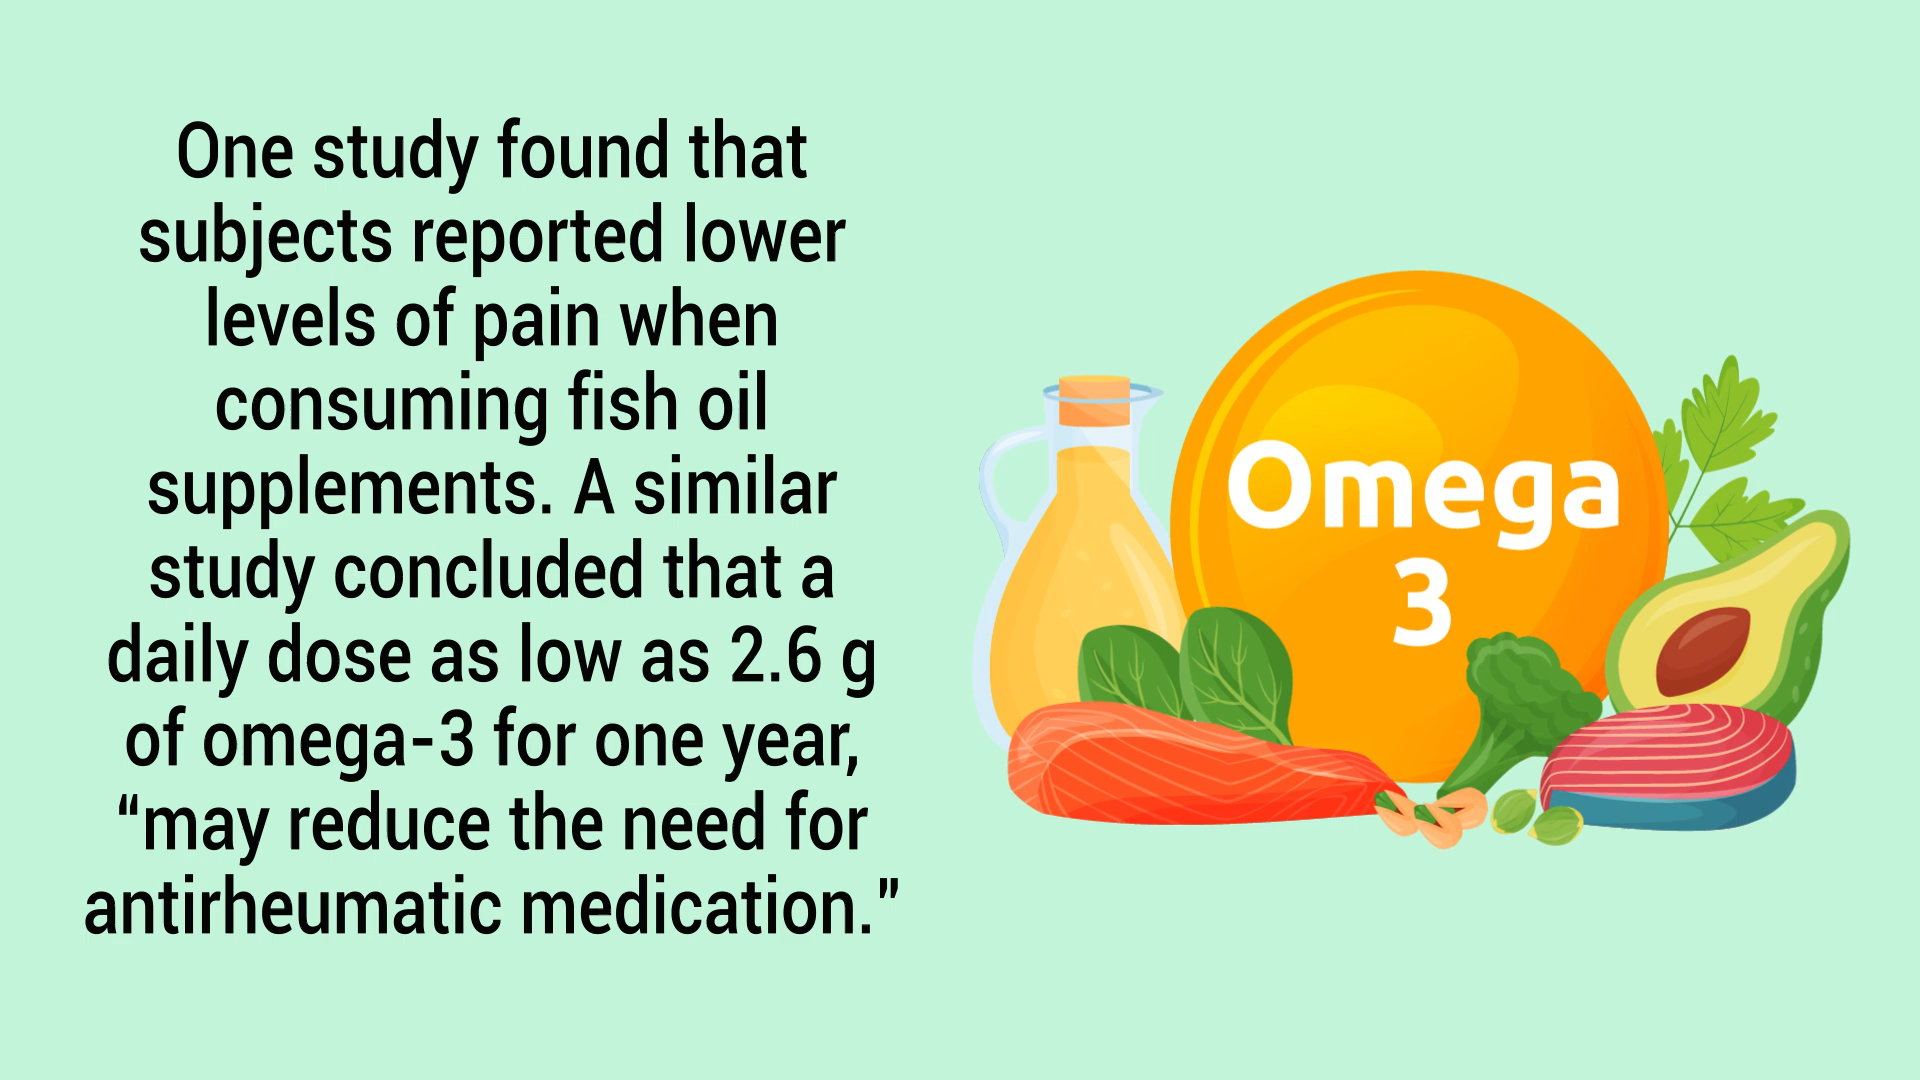 One study found that
subjects reported lower
levels of pain when
consuming fish oil
supplements. A similar
study concluded that a
daily dose as low as 2.6 g
of omega-3 for one year,
“may reduce the need for
antirheumatic medication.”
Omega
3